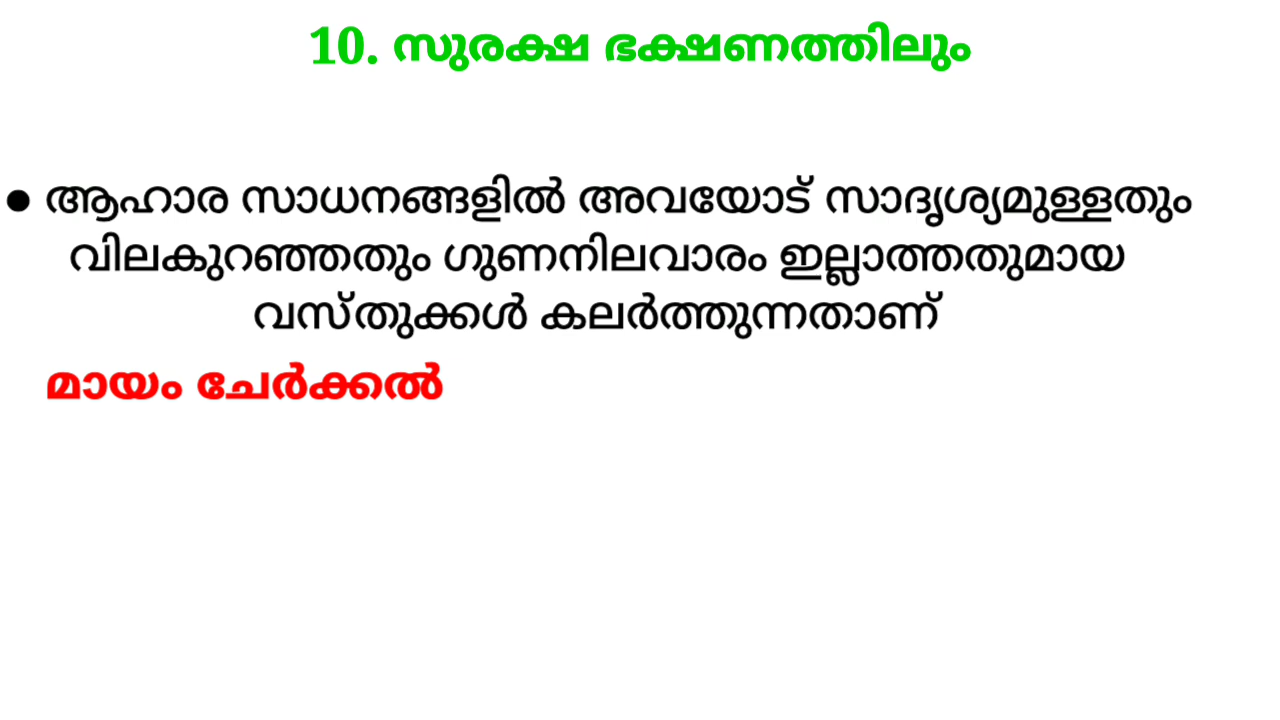 10. സുരക്ഷ ഭക്ഷണത്തിലും
● ആഹാര സാധനങ്ങളിൽ അവയോട് സാദൃശ്യമുള്ളതും
വിലകുറഞ്ഞതും ഗുണനിലവാരം ഇല്ലാത്തതുമായ
വസ്തുക്കൾ കലർത്തുന്നതാണ്
മായം ചേർക്കൽ